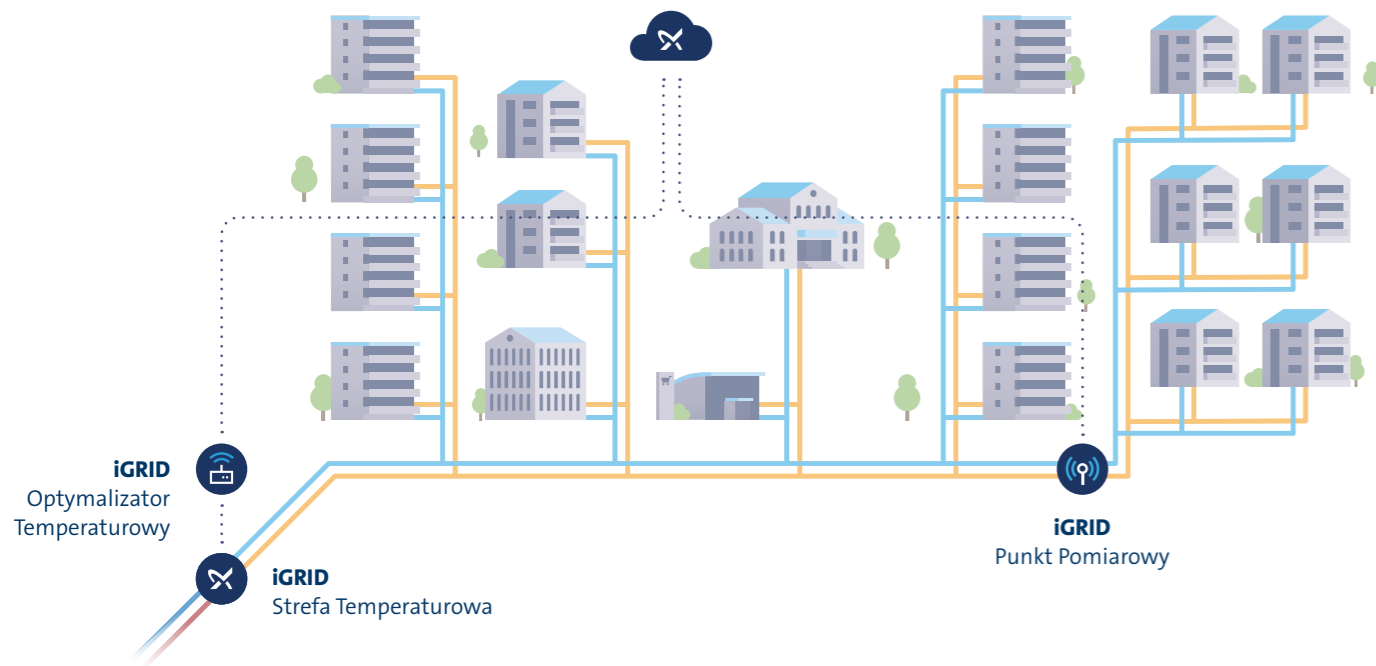 iGRID
Optymalizator
Temperaturowy
iGRID
Strefa Temperaturowa
iGRID
Punkt Pomiarowy